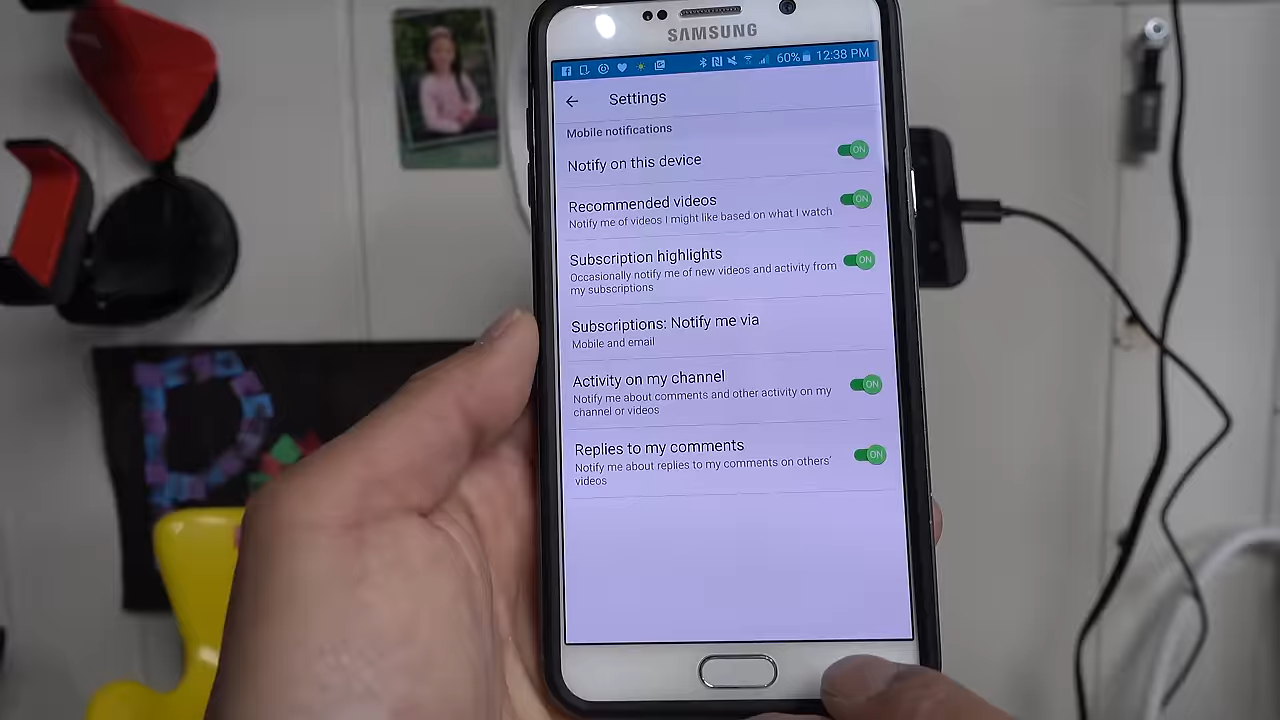 SAMSUNG
60% 12:38 PM
Settings
Mobile notifications
Notify on this device
ON
Recommended videos
Notify me of videos I might like based on what I watch
ON
Subscription highlights
Occasionally notify me of new videos and activity from
my subscriptions
ON
Subscriptions: Notify me via
Mobile and email
Activity on my channel
Notify me about comments and other activity on my
channel or videos
ON
Replies to my comments
Notify me about replies to my comments on others'
videos
ON